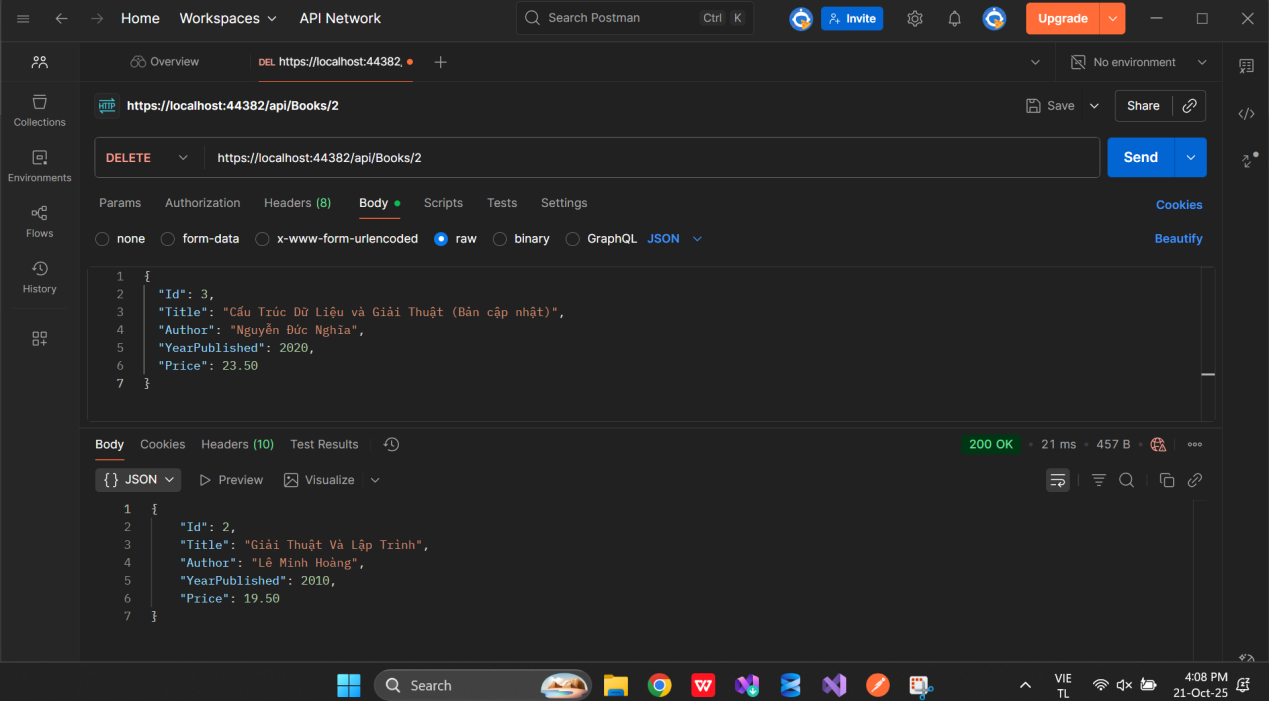 Home Workspaces API Network Search Postman Ctrl K Invite Upgrade
Overview DEL https://localhost:44382, No environment
HTTP https://localhost:44382/api/Books/2 Save Share
DELETE https://localhost:44382/api/Books/2 Send
Collections
Environments
Flows
History
Params Authorization Headers (8) Body Scripts Tests Settings Cookies
none form-data x-www-form-urlencoded raw binary GraphQL JSON Beautify
1 {
2 "Id": 3,
3 "Title": "Cấu Trúc Dữ Liệu và Giải Thuật (Bản cập nhật)",
4 "Author": "Nguyễn Đức Nghĩa",
5 "YearPublished": 2020,
6 "Price": 23.50
7 }
Body Cookies Headers (10) Test Results 200 OK • 21 ms • 457 B •
{} JSON Preview Visualize
1 {
2 "Id": 2,
3 "Title": "Giải Thuật Và Lập Trình",
4 "Author": "Lê Minh Hoàng",
5 "YearPublished": 2010,
6 "Price": 19.50
7 }
Search W VIE 4:08 PM
TL 21-Oct-25